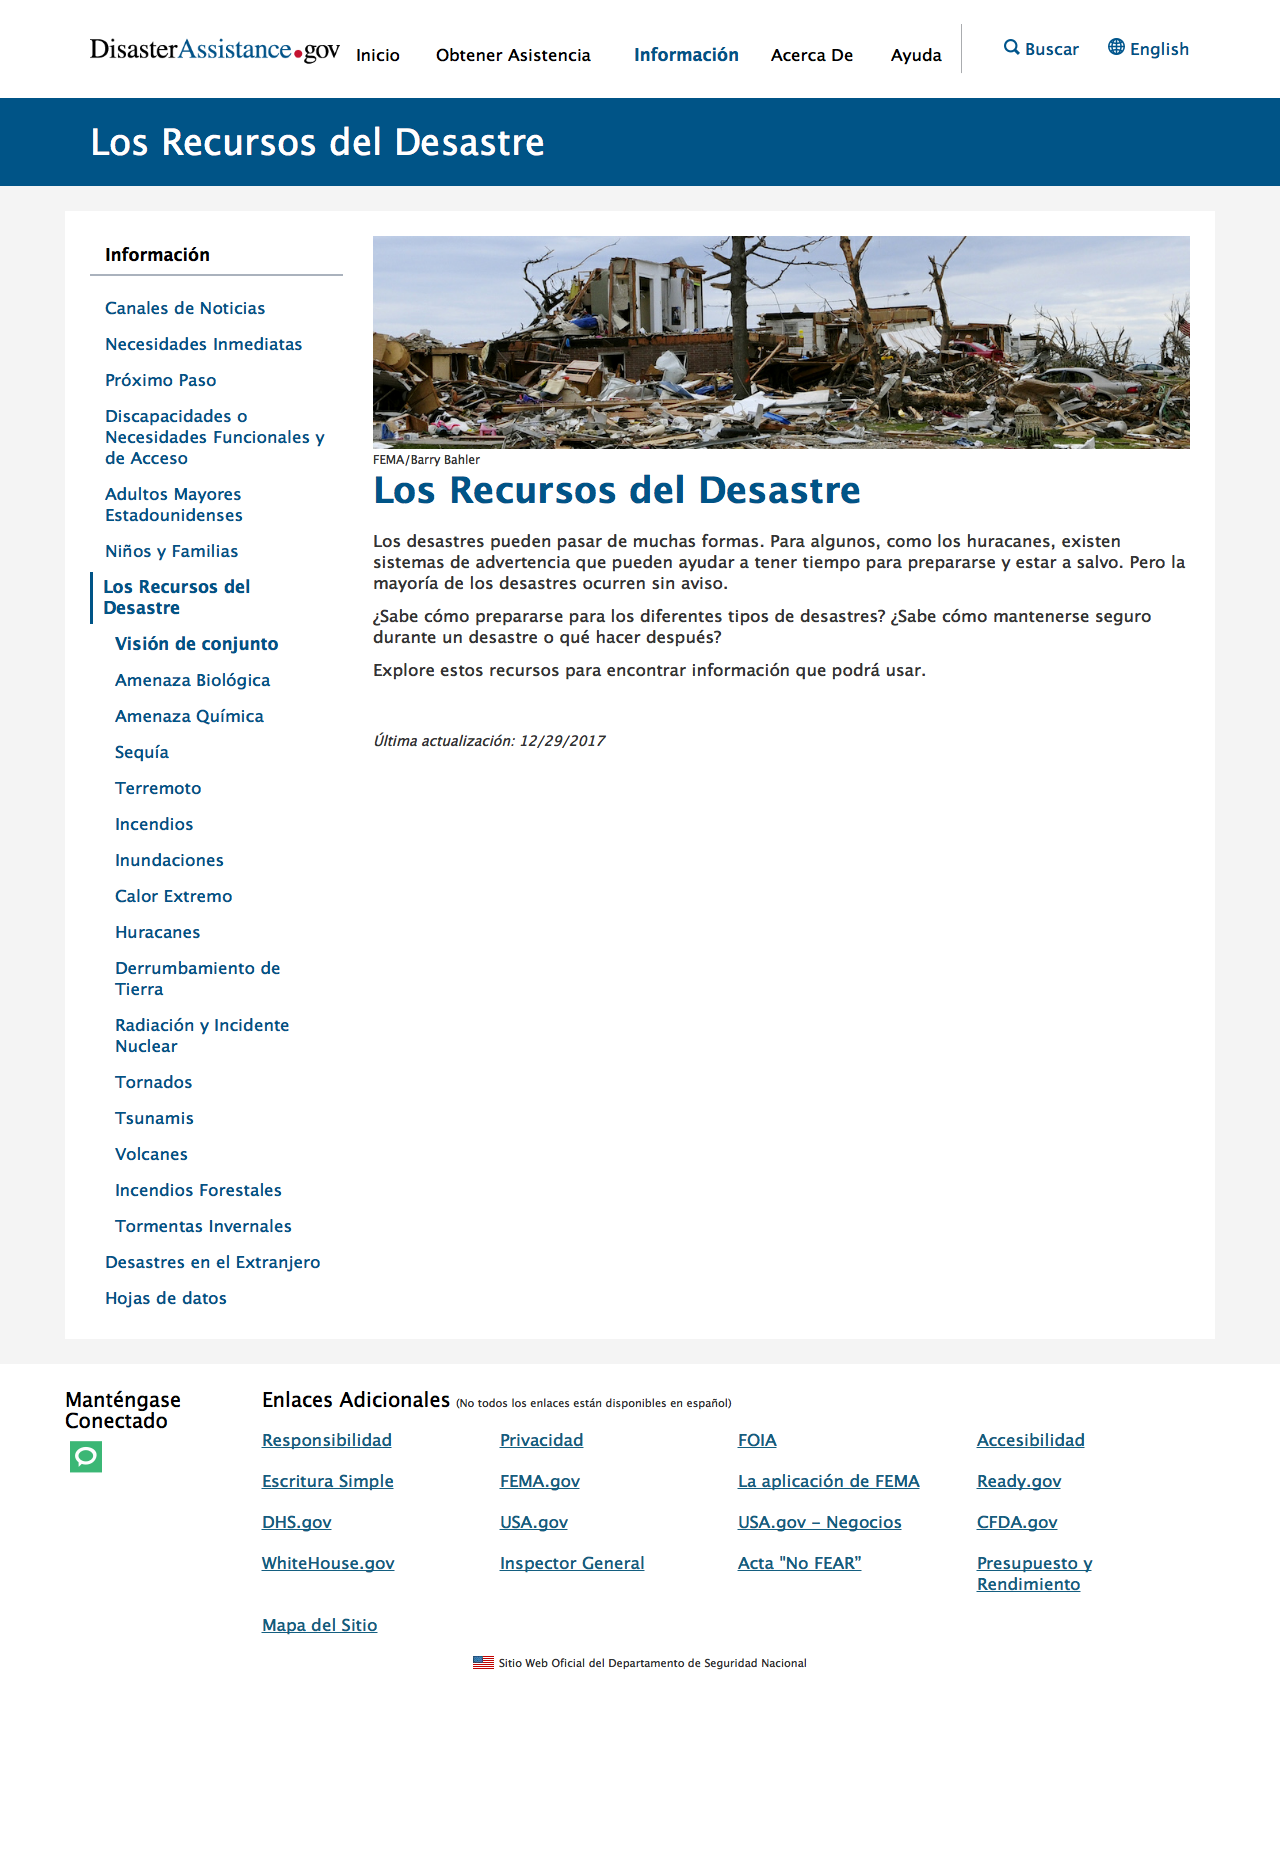 DisasterAssistance.gov
Inicio
Obtener Asistencia
Información
Acerca De
Ayuda
Buscar
English
Los Recursos del Desastre
Información
Canales de Noticias
Necesidades Inmediatas
Próximo Paso
Discapacidades o
Necesidades Funcionales y
de Acceso
Adultos Mayores
Estadounidenses
Niños y Familias
Los Recursos del
Desastre
Visión de conjunto
Amenaza Biológica
Amenaza Química
Sequía
Terremoto
Incendios
Inundaciones
Calor Extremo
Huracanes
Derrumbamiento de
Tierra
Radiación y Incidente
Nuclear
Tornados
Tsunamis
Volcanes
Incendios Forestales
Tormentas Invernales
Desastres en el Extranjero
Hojas de datos
FEMA/Barry Bahler
Los Recursos del Desastre
Los desastres pueden pasar de muchas formas. Para algunos, como los huracanes, existen
sistemas de advertencia que pueden ayudar a tener tiempo para prepararse y estar a salvo. Pero la
mayoría de los desastres ocurren sin aviso.
¿Sabe cómo prepararse para los diferentes tipos de desastres? ¿Sabe cómo mantenerse seguro
durante un desastre o qué hacer después?
Explore estos recursos para encontrar información que podrá usar.
Última actualización: 12/29/2017
Manténgase
Conectado
Enlaces Adicionales (No todos los enlaces están disponibles en español)
Responsibilidad
Privacidad
FOIA
Accesibilidad
Escritura Simple
FEMA.gov
La aplicación de FEMA
Ready.gov
DHS.gov
USA.gov
USA.gov – Negocios
CFDA.gov
WhiteHouse.gov
Inspector General
Acta "No FEAR”
Presupuesto y
Rendimiento
Mapa del Sitio
Sitio Web Oficial del Departamento de Seguridad Nacional